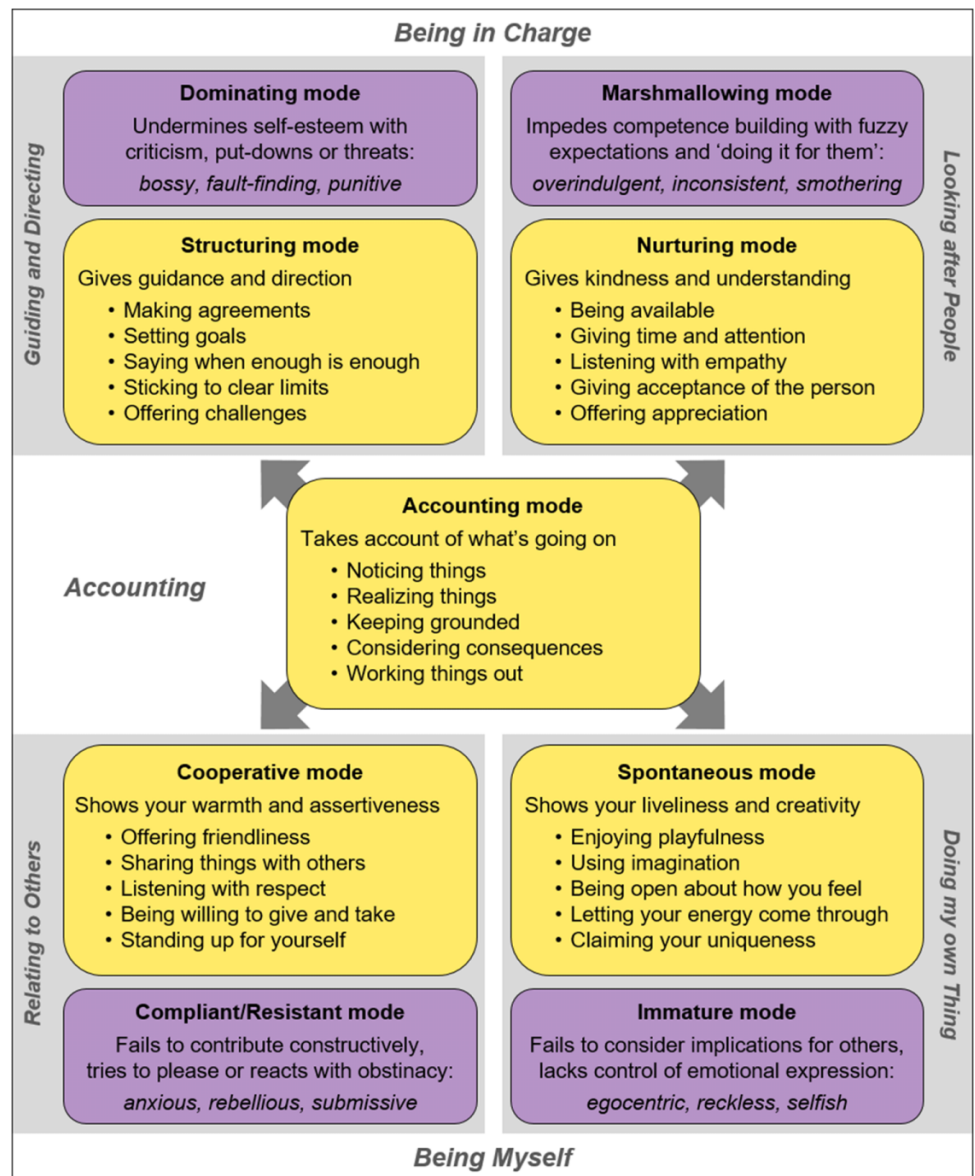 Being in Charge
Guiding and Directing
Dominating mode
Undermines self-esteem with
criticism, put-downs or threats:
bossy, fault-finding, punitive
Structuring mode
Gives guidance and direction
• Making agreements
• Setting goals
• Saying when enough is enough
• Sticking to clear limits
• Offering challenges
Marshmallowing mode
Impedes competence building with fuzzy
expectations and ‘doing it for them’:
overindulgent, inconsistent, smothering
Nurturing mode
Gives kindness and understanding
• Being available
• Giving time and attention
• Listening with empathy
• Giving acceptance of the person
• Offering appreciation
Looking after People
Accounting
Accounting mode
Takes account of what’s going on
• Noticing things
• Realizing things
• Keeping grounded
• Considering consequences
• Working things out
Relating to Others
Cooperative mode
Shows your warmth and assertiveness
• Offering friendliness
• Sharing things with others
• Listening with respect
• Being willing to give and take
• Standing up for yourself
Compliant/Resistant mode
Fails to contribute constructively,
tries to please or reacts with obstinacy:
anxious, rebellious, submissive
Spontaneous mode
Shows your liveliness and creativity
• Enjoying playfulness
• Using imagination
• Being open about how you feel
• Letting your energy come through
• Claiming your uniqueness
Immature mode
Fails to consider implications for others,
lacks control of emotional expression:
egocentric, reckless, selfish
Doing my own Thing
Being Myself